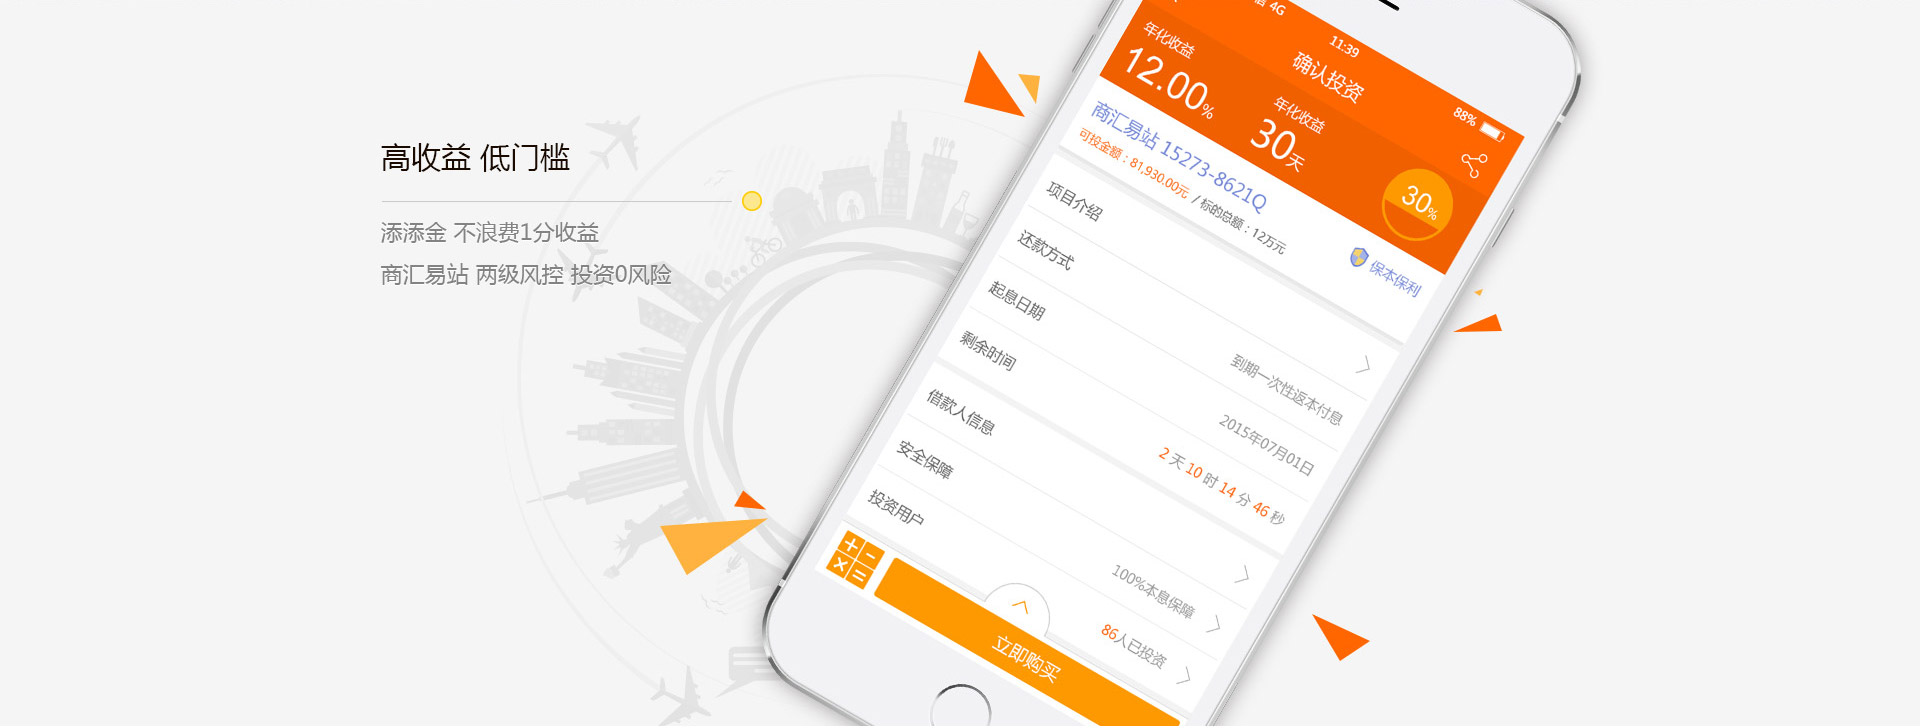 高收益 低门槛
添添金 不浪费1分收益
商汇易站 两级风控 投资0风险
4G
11:39
88%
确认投资
年化收益
12.00%
年化收益
30天
30%
商汇易站 15273-8621Q
可投金额：81,930.00元 / 标的总额：12万元
保本保利
项目介绍
还款方式
到期一次性返本付息
起息日期
2015年07月01日
剩余时间
2 天 10 时 14 分 46 秒
借款人信息
安全保障
100%本息保障
投资用户
86人已投资
立即购买